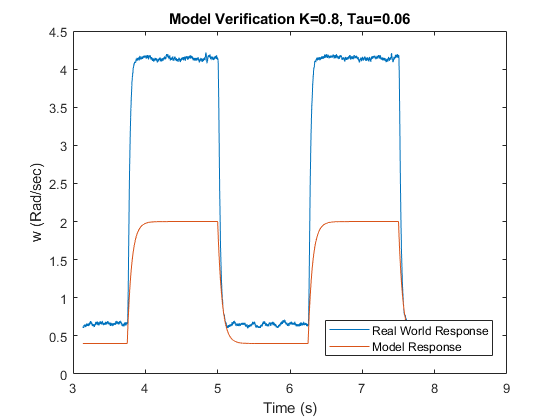 Model Verification K=0.8, Tau=0.06
4.5
4
3.5
3
2.5
2
1.5
1
0.5
0
w (Rad/sec)
3 4 5 6 7 8 9
Time (s)
Real World Response
Model Response